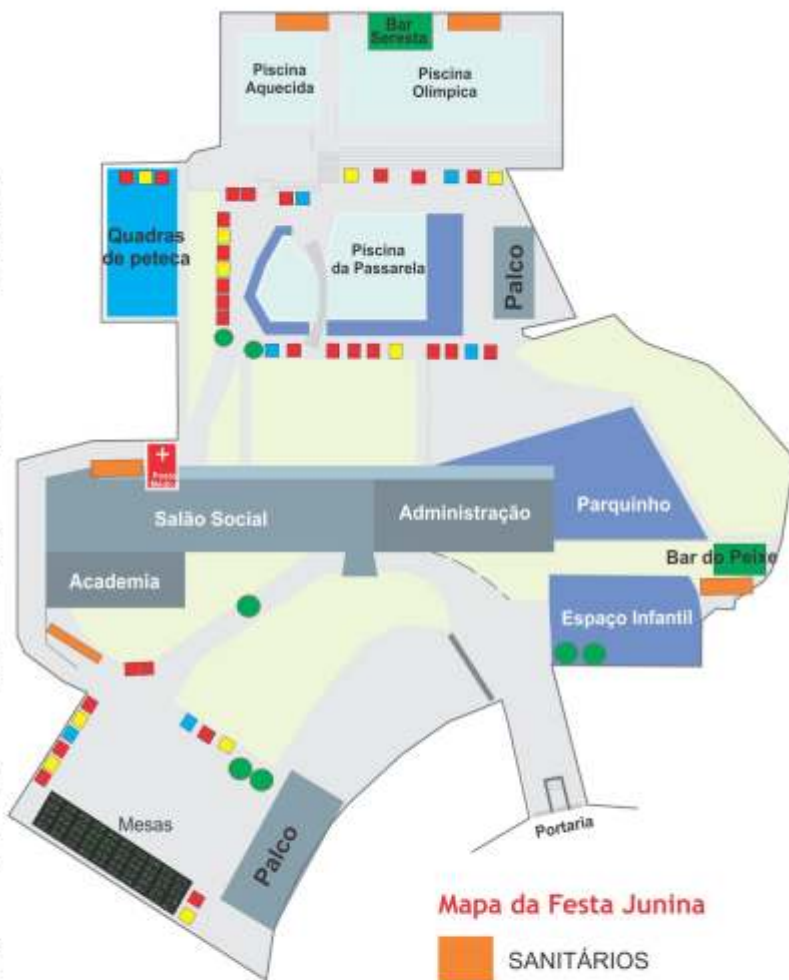 Bar
Seresta
Piscina
Aquecida
Piscina
Olímpica
Quadras
de peteca
Piscina
da Passarela
Palco
+
Salão Social
Administração
Parquinho
Academia
Bar do Peixe
Espaço Infantil
Mesas
Palco
Portaria
Mapa da Festa Junina
SANITÁRIOS